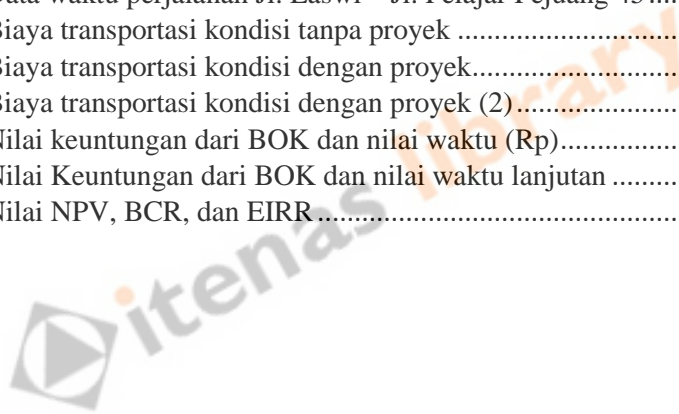 Data waktu perjalanan Jl. Laswi – Jl. Pelajar Pejuang 45....
Biaya transportasi kondisi tanpa proyek ................................
Biaya transportasi kondisi dengan proyek..............................
Biaya transportasi kondisi dengan proyek (2).......................
Nilai keuntungan dari BOK dan nilai waktu (Rp).................
Nilai Keuntungan dari BOK dan nilai waktu lanjutan .........
Nilai NPV, BCR, dan EIRR....................................................
itenas library